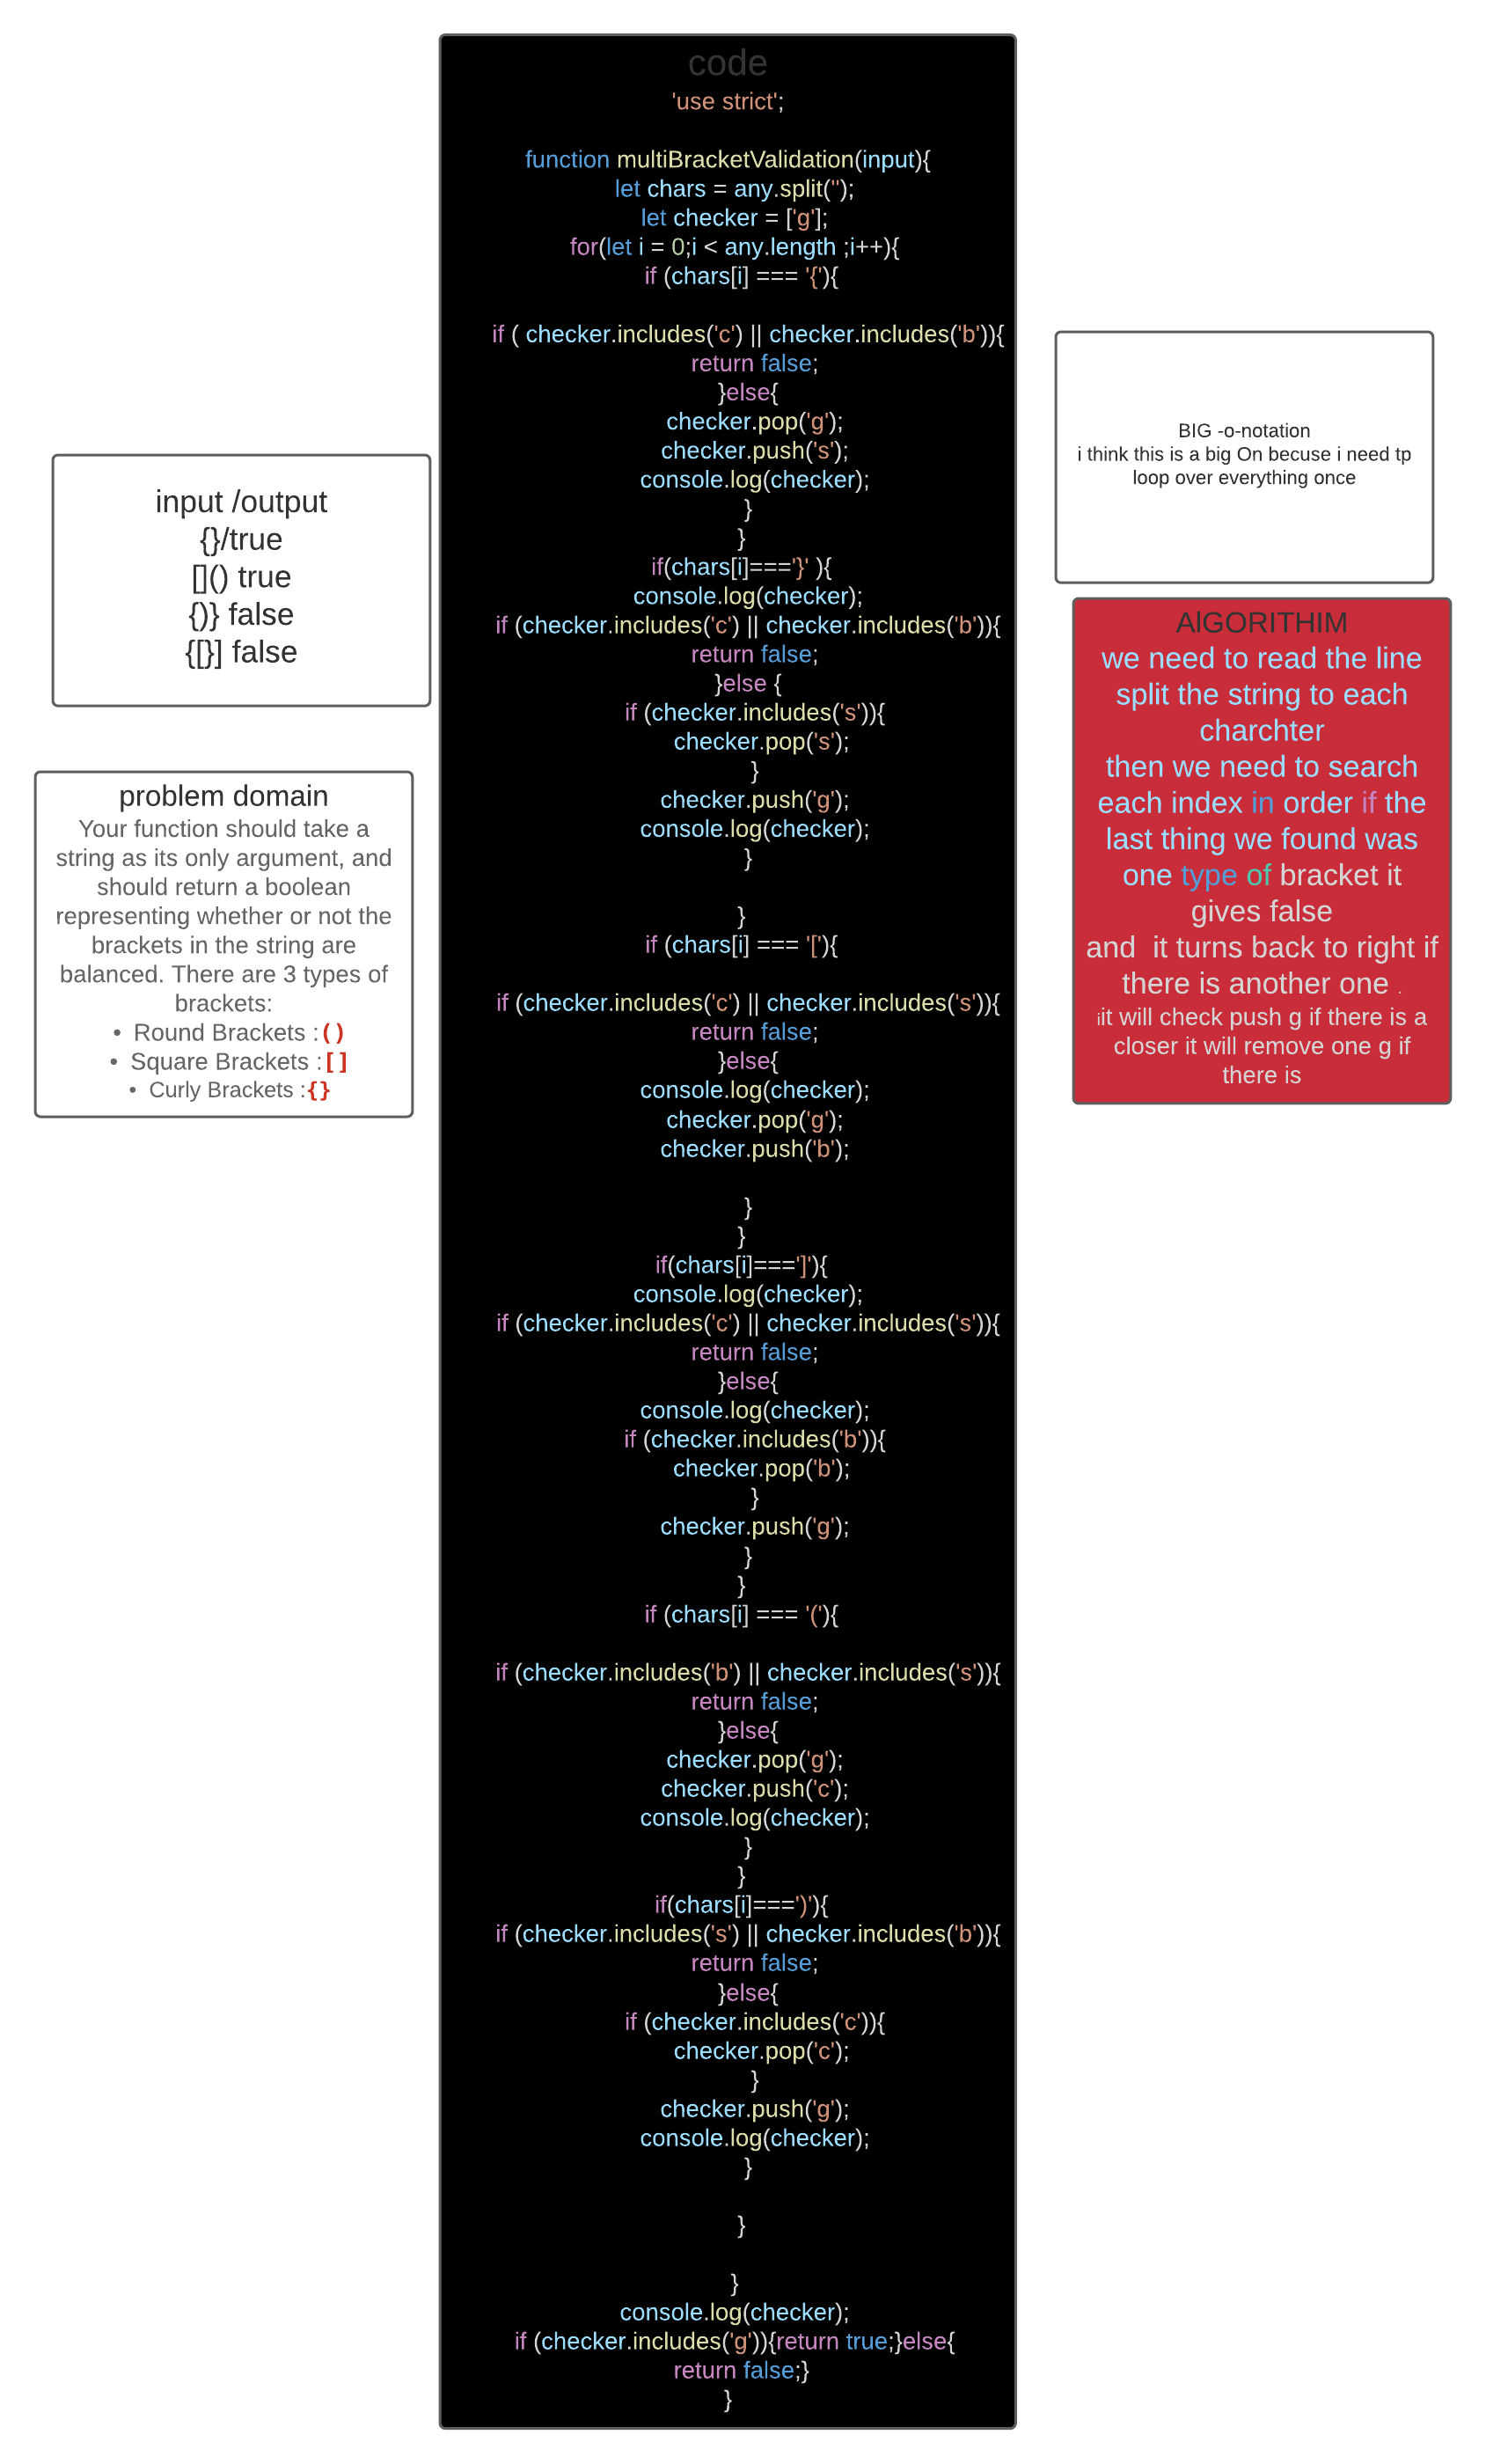 input /output
{}/true
[]() true
{)} false
{[}] false
problem domain
Your function should take a
string as its only argument, and
should return a boolean
representing whether or not the
brackets in the string are
balanced. There are 3 types of
brackets:
• Round Brackets :()
• Square Brackets :[]
• Curly Brackets :{}
code
'use strict';
function multiBracketValidation(input){
let chars = any.split('');
let checker = ['g'];
for(let i = 0;i < any.length ;i++){
if (chars[i] === '{'){
if ( checker.includes('c') || checker.includes('b')){
return false;
}else{
checker.pop('g');
checker.push('s');
console.log(checker);
}
}
if(chars[i]==='}' ){
console.log(checker);
if (checker.includes('c') || checker.includes('b')){
return false;
}else {
if (checker.includes('s')){
checker.pop('s');
}
checker.push('g');
console.log(checker);
}
}
if (chars[i] === '['){
if (checker.includes('c') || checker.includes('s')){
return false;
}else{
console.log(checker);
checker.pop('g');
checker.push('b');
}
}
if(chars[i]===']'){
console.log(checker);
if (checker.includes('c') || checker.includes('s')){
return false;
}else{
console.log(checker);
if (checker.includes('b')){
checker.pop('b');
}
checker.push('g');
}
}
if (chars[i] === '('){
if (checker.includes('b') || checker.includes('s')){
return false;
}else{
checker.pop('g');
checker.push('c');
console.log(checker);
}
}
if(chars[i]===')'){
if (checker.includes('s') || checker.includes('b')){
return false;
}else{
if (checker.includes('c')){
checker.pop('c');
}
checker.push('g');
console.log(checker);
}
}
}
console.log(checker);
if (checker.includes('g')){return true;}else{
return false;}
}
BIG -o-notation
i think this is a big On becuse i need tp
loop over everything once
AlGORITHIM
we need to read the line
split the string to each
charchter
then we need to search
each index in order if the
last thing we found was
one type of bracket it
gives false
and  it turns back to right if
there is another one .
iit will check push g if there is a
closer it will remove one g if
there is